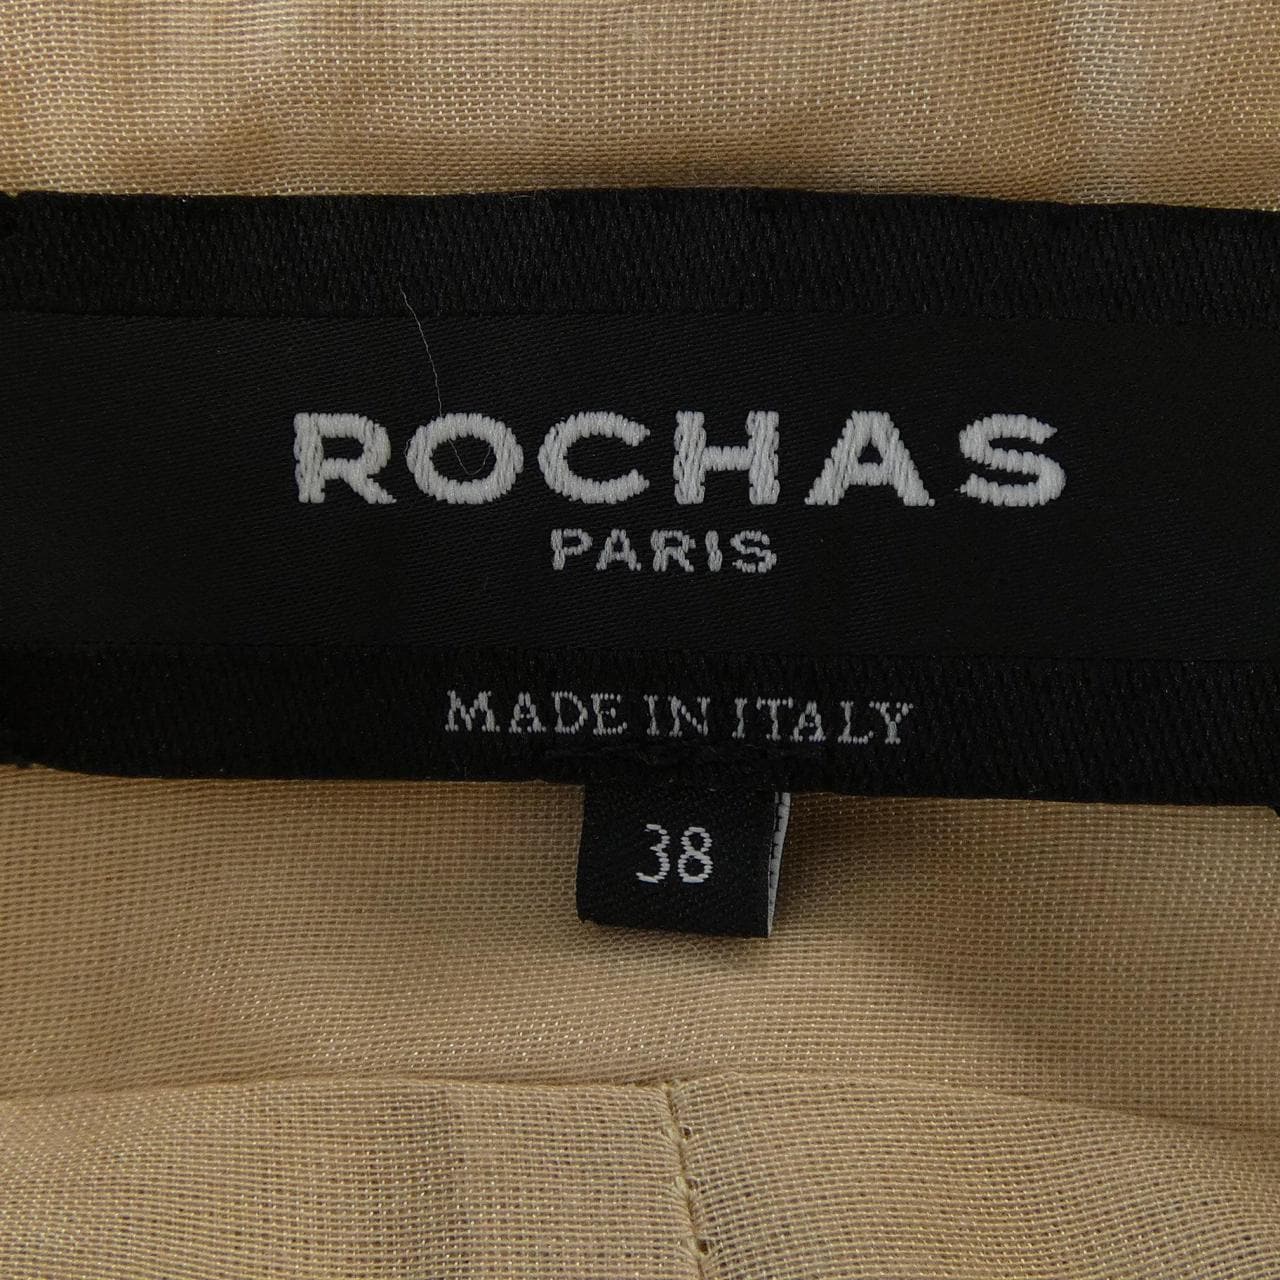 ROCHAS
PARIS
MADE IN ITALY
38